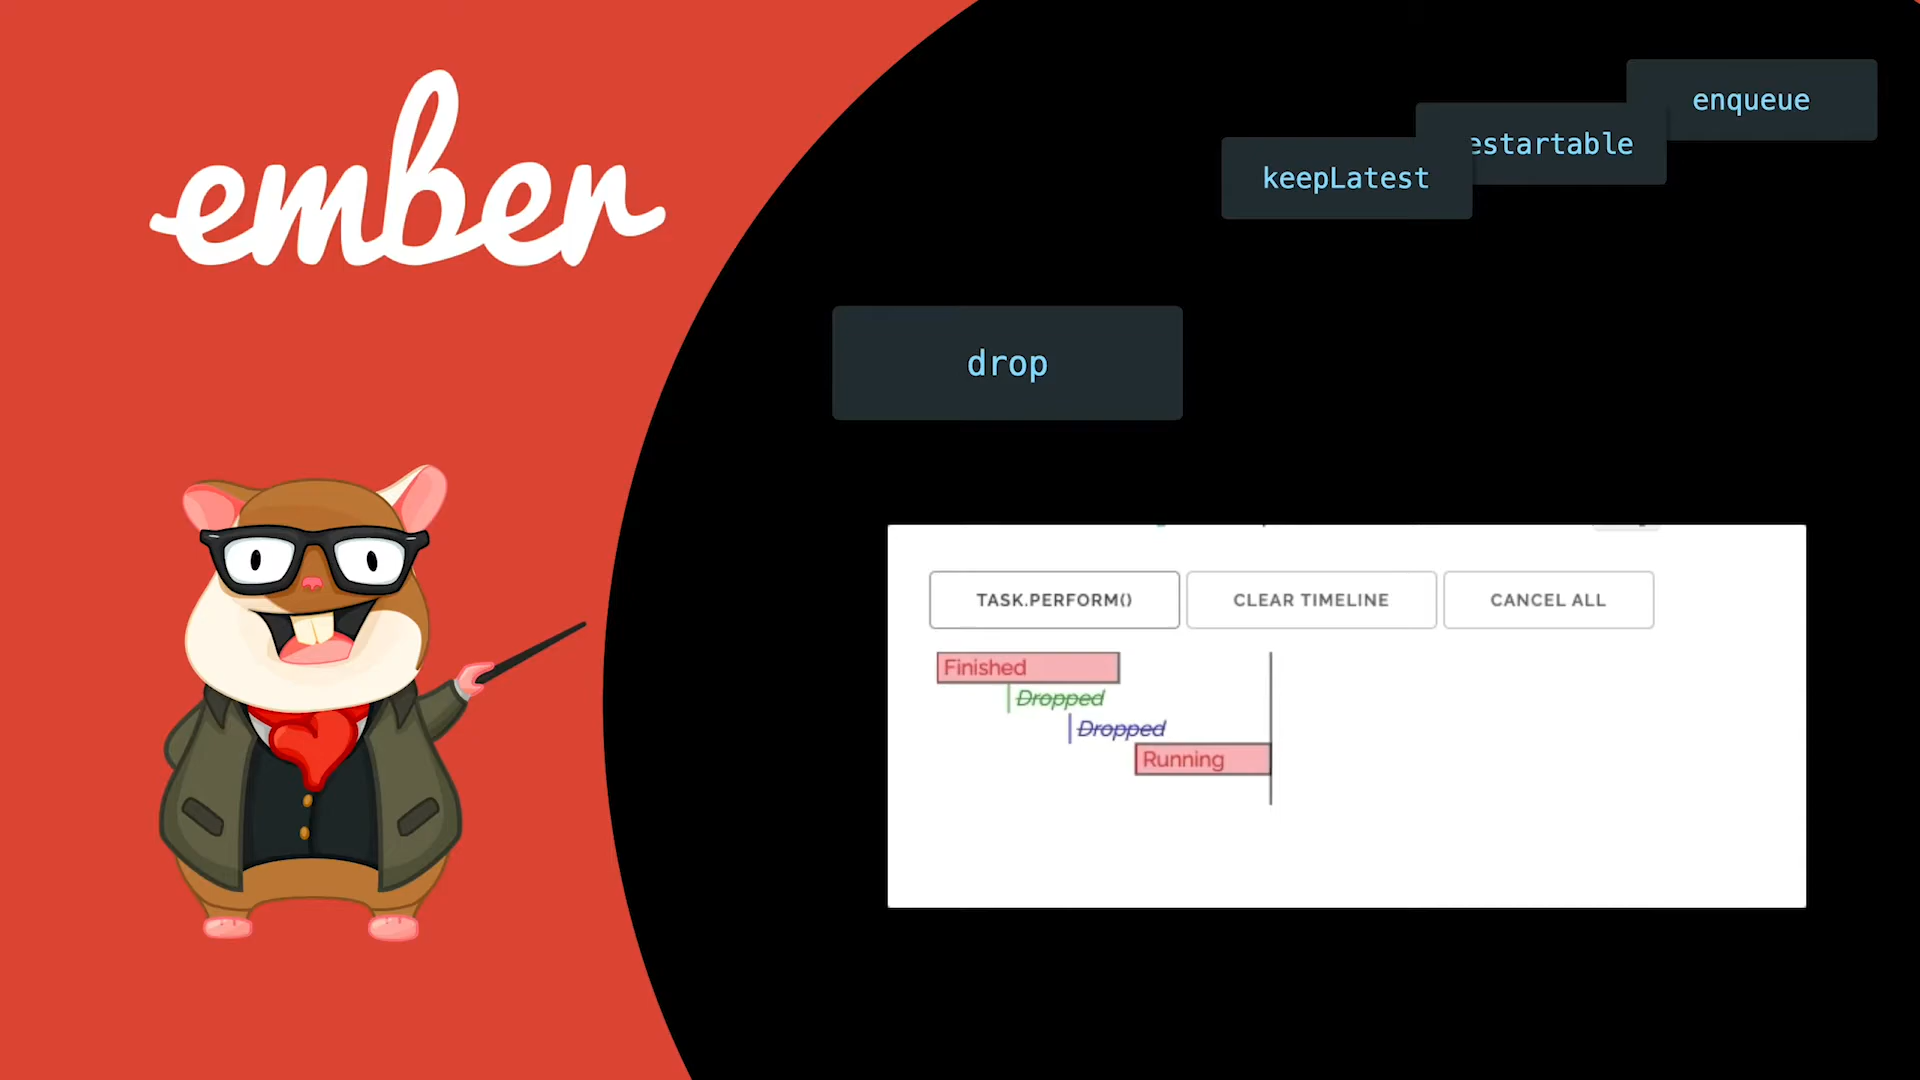 ember
enqueue
estartable
keepLatest
drop
TASK.PERFORM()
CLEAR TIMELINE
CANCEL ALL
Finished
Dropped
Dropped
Running